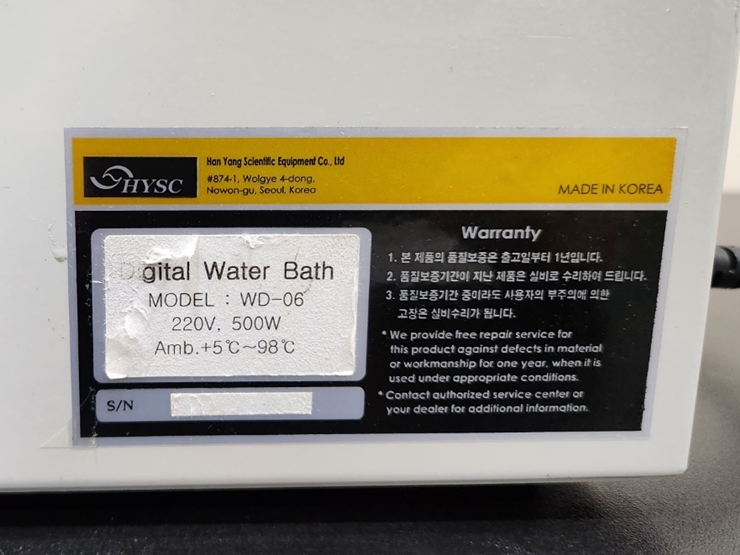 HYSC
Han Yang Scientific Equipment Co., Ltd
#874-1, Wolgye 4-dong,
Nowon-gu, Seoul, Korea
MADE IN KOREA
Digital Water Bath
MODEL : WD-06
220V, 500W
Amb.+5℃~98℃
S/N
Warranty
1. 본 제품의 품질보증은 출고일부터 1년입니다.
2. 품질보증기간이 지난 제품은 실비로 수리하여 드립니다.
3. 품질보증기간 중이라도 사용자의 부주의에 의한
고장은 실비수리가 됩니다.
* We provide free repair service for
this product against defects in material
or workmanship for one year, when it is
used under appropriate conditions.
* Contact authorized service center or
your dealer for additional information.